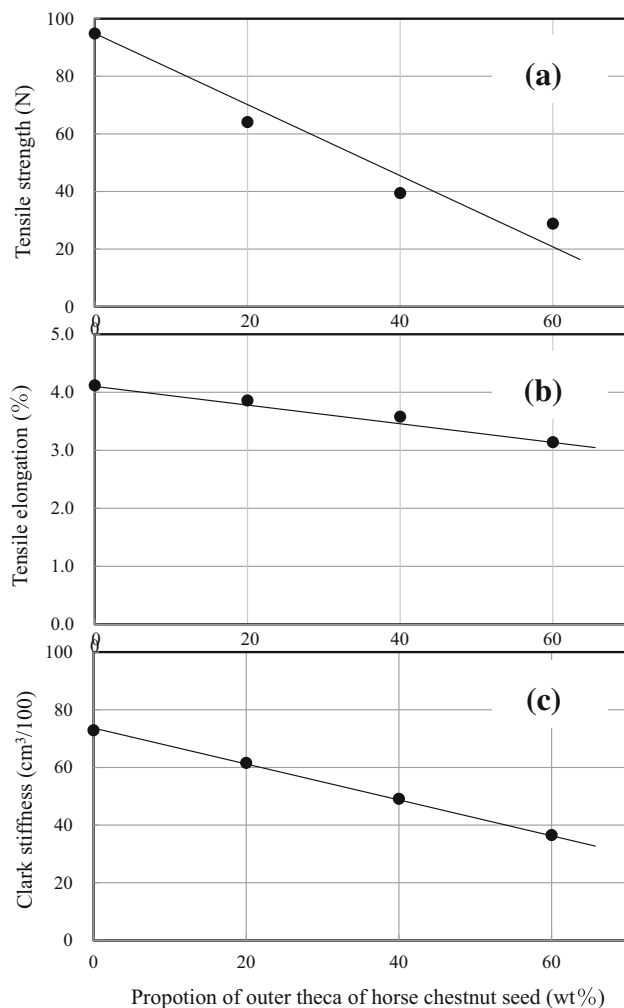 100
80
60
40
20
0
Tensile strength (N)
(a)
0 20 40 60
5.0
4.0
3.0
2.0
1.0
0.0
Tensile elongation (%)
(b)
0 20 40 60
100
80
60
40
20
0
Clark stiffness (cm³/100)
(c)
0 20 40 60
Propotion of outer theca of horse chestnut seed (wt%)